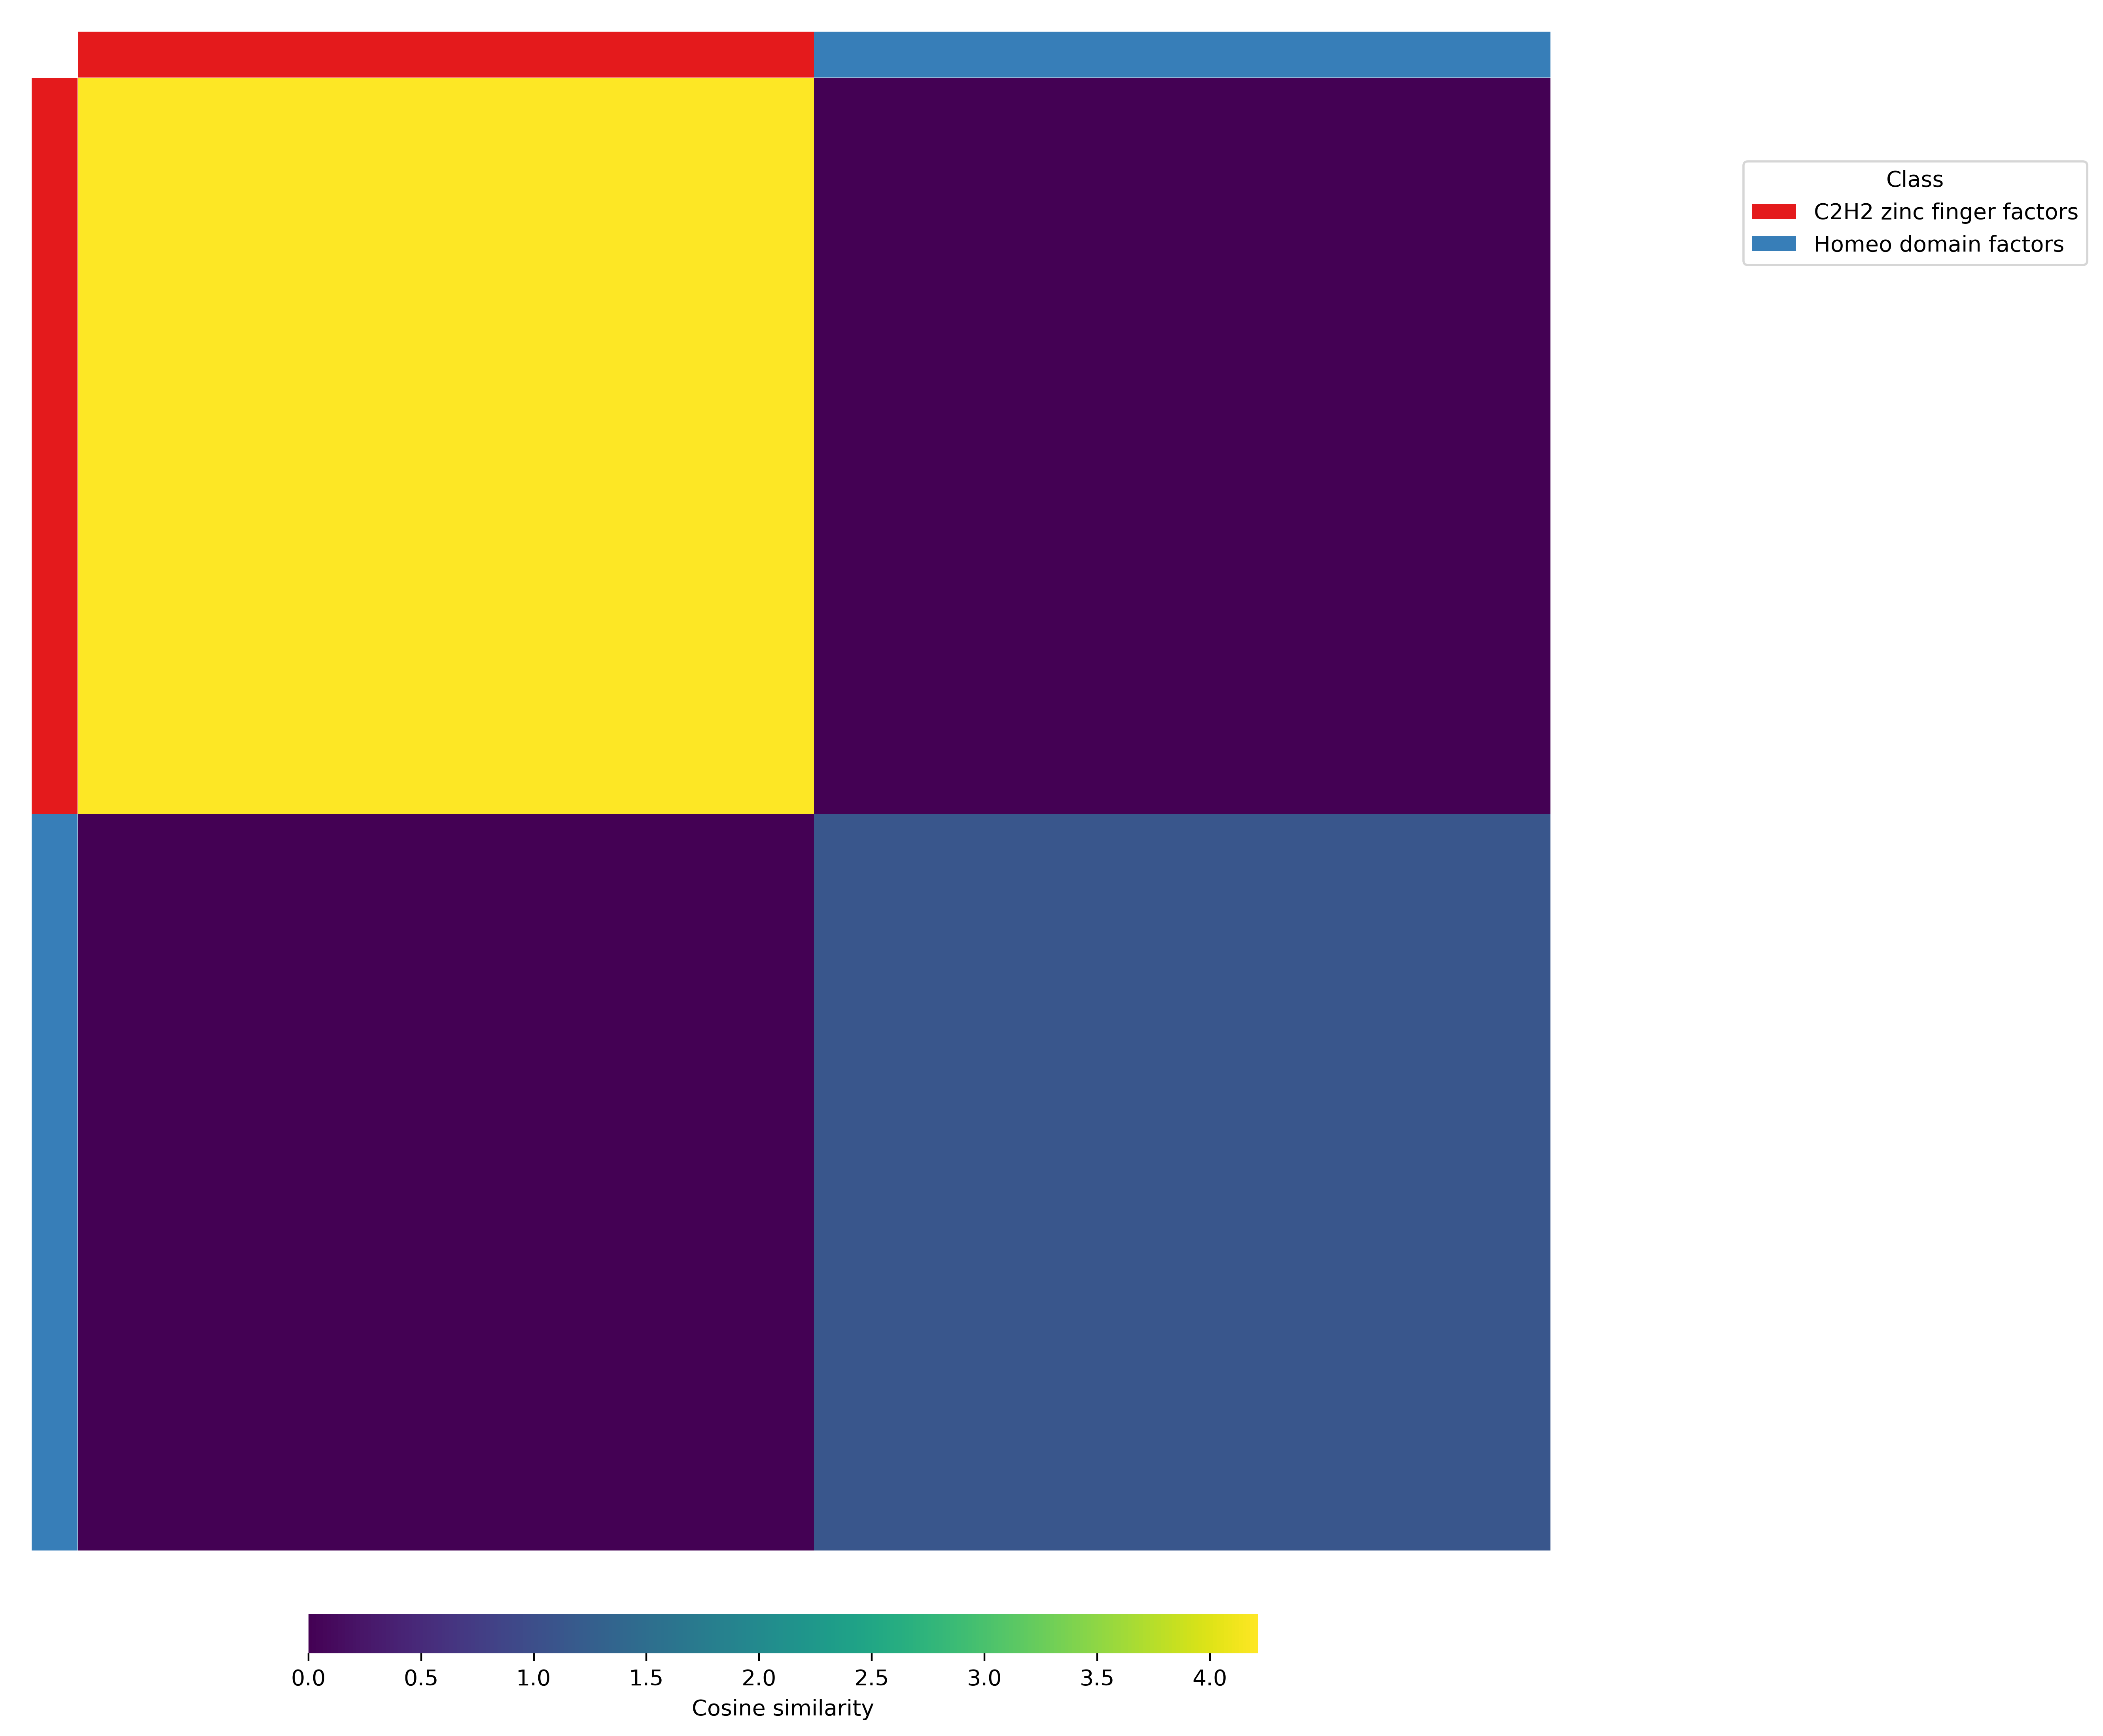 Class
C2H2 zinc finger factors
Homeo domain factors
0.0 0.5 1.0 1.5 2.0 2.5 3.0 3.5 4.0
Cosine similarity